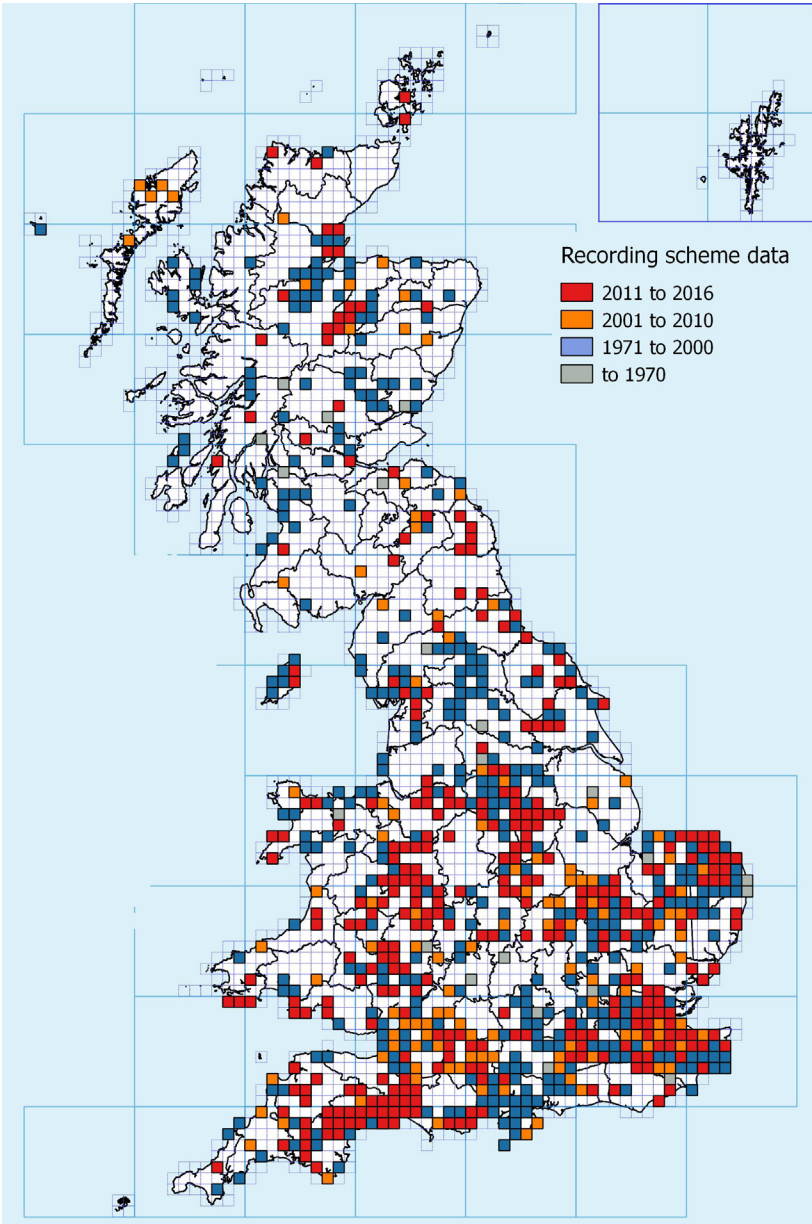 Recording scheme data
2011 to 2016
2001 to 2010
1971 to 2000
to 1970